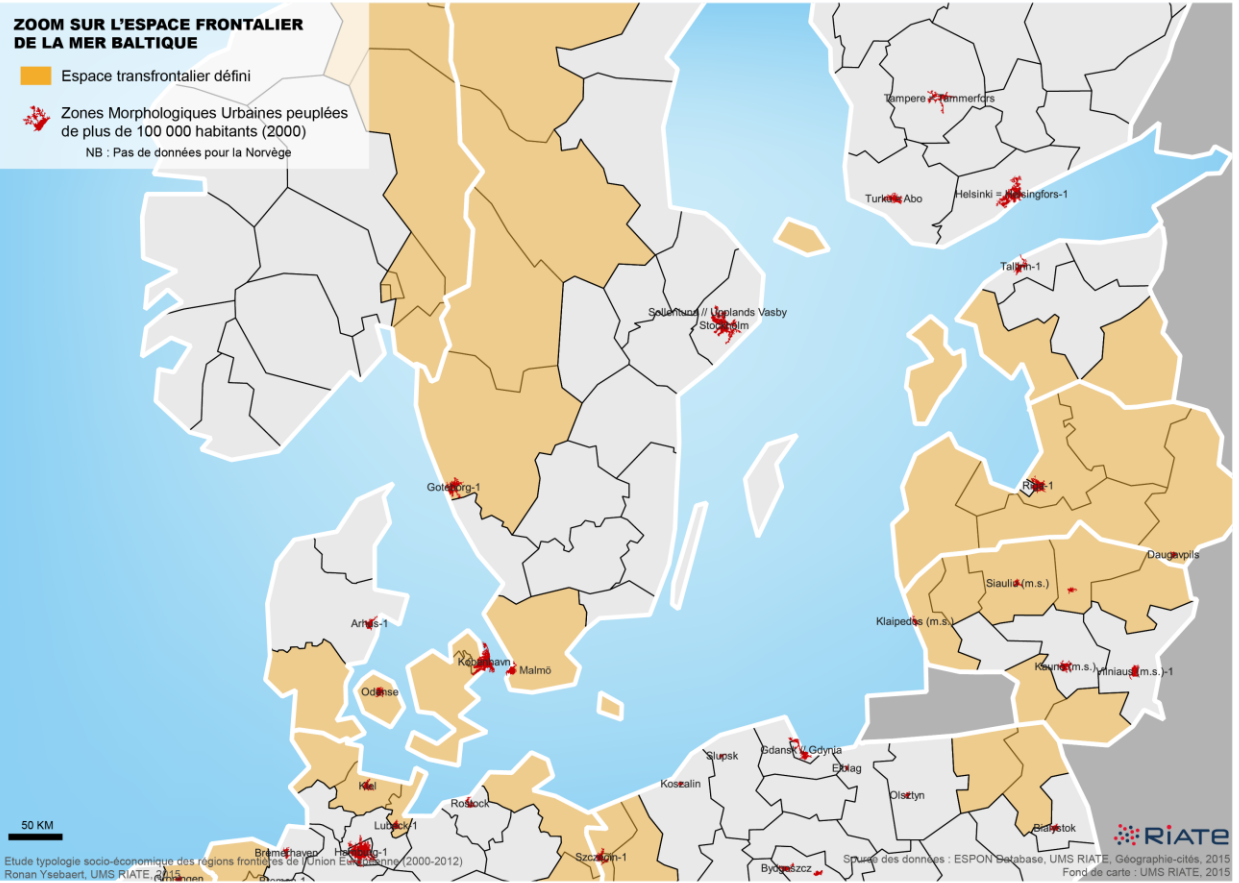 ZOOM SUR L'ESPACE FRONTALIER
DE LA MER BALTIQUE
Espace transfrontalier défini
Zones Morphologiques Urbaines peuplées
de plus de 100 000 habitants (2000)
NB : Pas de données pour la Norvège
Tampere // Tammerfors
Turku = Abo
Helsinki = Helsingfors-1
Tallinn-1
Sollentuna // Upplands Vasby
Stockholm
Goteborg-1
Riga-1
Daugavpils
Siauliu (m.s.)
Arhus-1
Klaipedos (m.s.)
Kobenhavn
Malmö
Kauno (m.s.)
Vilniaus (m.s.)-1
Odense
Slupsk
Gdansk // Gdynia
Elblag
Koszalin
Kiel
Olsztyn
Rostock
Lubeck-1
Bialystok
50 KM
Bremerhaven
Hamburg-1
Szczecin-1
Bydgoszcz
RIATE
Etude typologie socio-économique des régions frontières de l'Union Européenne (2000-2012)
Ronan Ysebaert, UMS RIATE, 2015
Groningen
Bremen-1
Source des données : ESPON Database, UMS RIATE, Géographie-cités, 2015
Fond de carte : UMS RIATE, 2015